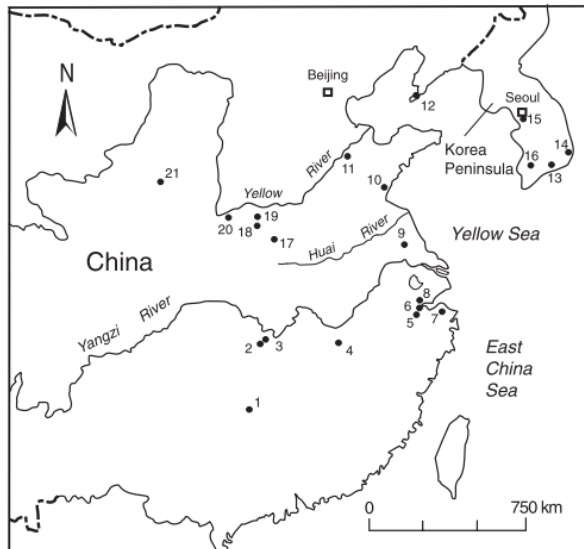 N
Beijing
12
Seoul
15
Korea
Peninsula
14
16
13
11
River
Yellow
10
21
19
20
18
17
Huai River
9
Yellow Sea
China
Yangzi River
8
6
5
7
2
3
4
East
China
Sea
1
0
750 km